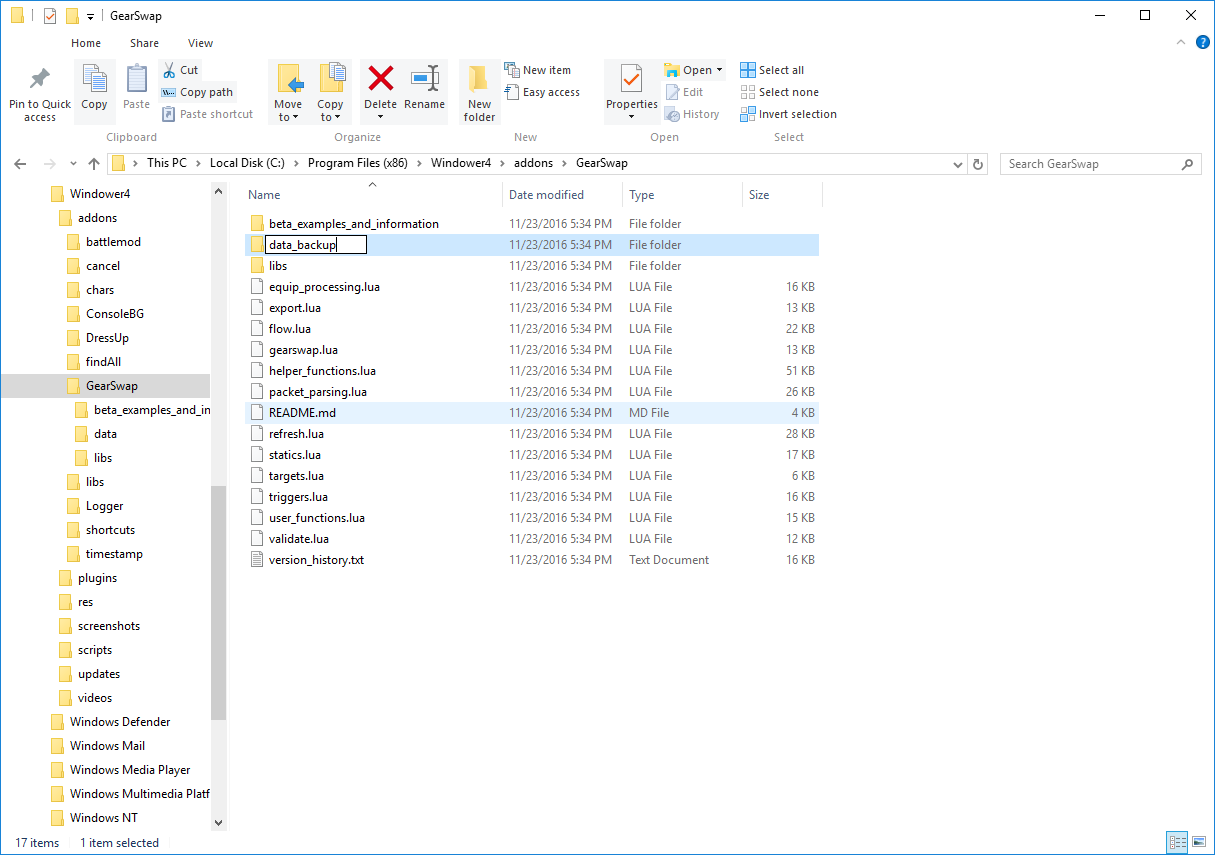 GearSwap
Home Share View
?
Pin to Quick access
Copy
Paste
Cut
Copy path
Paste shortcut
Clipboard
Move to
Copy to
Delete
Rename
Organize
New folder
New item
Easy access
New
Properties
Open
Edit
History
Open
Select all
Select none
Invert selection
Select
This PC > Local Disk (C:) > Program Files (x86) > Windower4 > addons > GearSwap
Search GearSwap
Windower4
addons
battlemod
cancel
chars
ConsoleBG
DressUp
findAll
GearSwap
beta_examples_and_in
data
libs
libs
Logger
shortcuts
timestamp
plugins
res
screenshots
scripts
updates
videos
Windows Defender
Windows Mail
Windows Media Player
Windows Multimedia Platf
Windows NT
Name Date modified Type Size
beta_examples_and_information 11/23/2016 5:34 PM File folder
data_backup 11/23/2016 5:34 PM File folder
libs 11/23/2016 5:34 PM File folder
equip_processing.lua 11/23/2016 5:34 PM LUA File 16 KB
export.lua 11/23/2016 5:34 PM LUA File 13 KB
flow.lua 11/23/2016 5:34 PM LUA File 22 KB
gearswap.lua 11/23/2016 5:34 PM LUA File 13 KB
helper_functions.lua 11/23/2016 5:34 PM LUA File 51 KB
packet_parsing.lua 11/23/2016 5:34 PM LUA File 26 KB
README.md 11/23/2016 5:34 PM MD File 4 KB
refresh.lua 11/23/2016 5:34 PM LUA File 28 KB
statics.lua 11/23/2016 5:34 PM LUA File 17 KB
targets.lua 11/23/2016 5:34 PM LUA File 6 KB
triggers.lua 11/23/2016 5:34 PM LUA File 16 KB
user_functions.lua 11/23/2016 5:34 PM LUA File 15 KB
validate.lua 11/23/2016 5:34 PM LUA File 12 KB
version_history.txt 11/23/2016 5:34 PM Text Document 16 KB
17 items 1 item selected